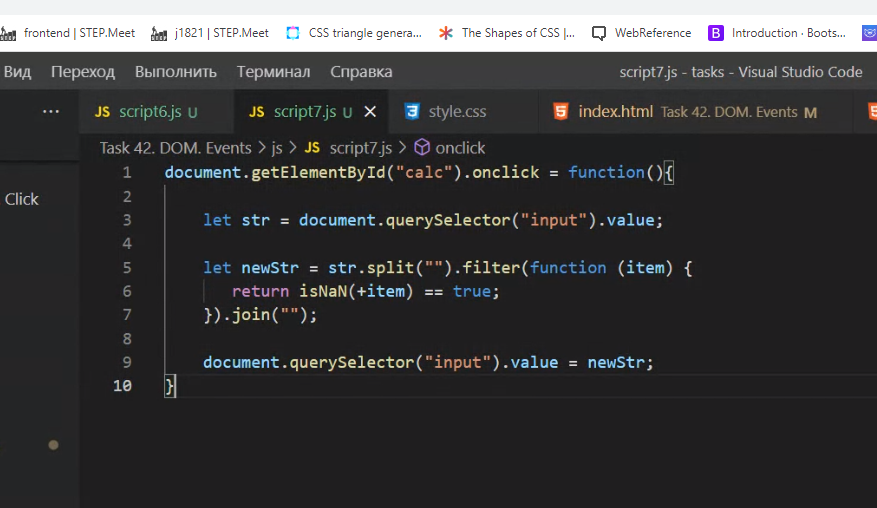 frontend | STEP.Meet j1821 | STEP.Meet CSS triangle genera... The Shapes of CSS |... WebReference B Introduction · Boots...
Вид Переход Выполнить Терминал Справка script7.js - tasks - Visual Studio Code
... JS script6.js U JS script7.js U × style.css index.html Task 42. DOM. Events M
Task 42. DOM. Events > js > JS script7.js > onclick
Click
1 document.getElementById("calc").onclick = function(){
2
3 let str = document.querySelector("input").value;
4
5 let newStr = str.split("").filter(function (item) {
6 return isNaN(+item) == true;
7 }).join("");
8
9 document.querySelector("input").value = newStr;
10 }